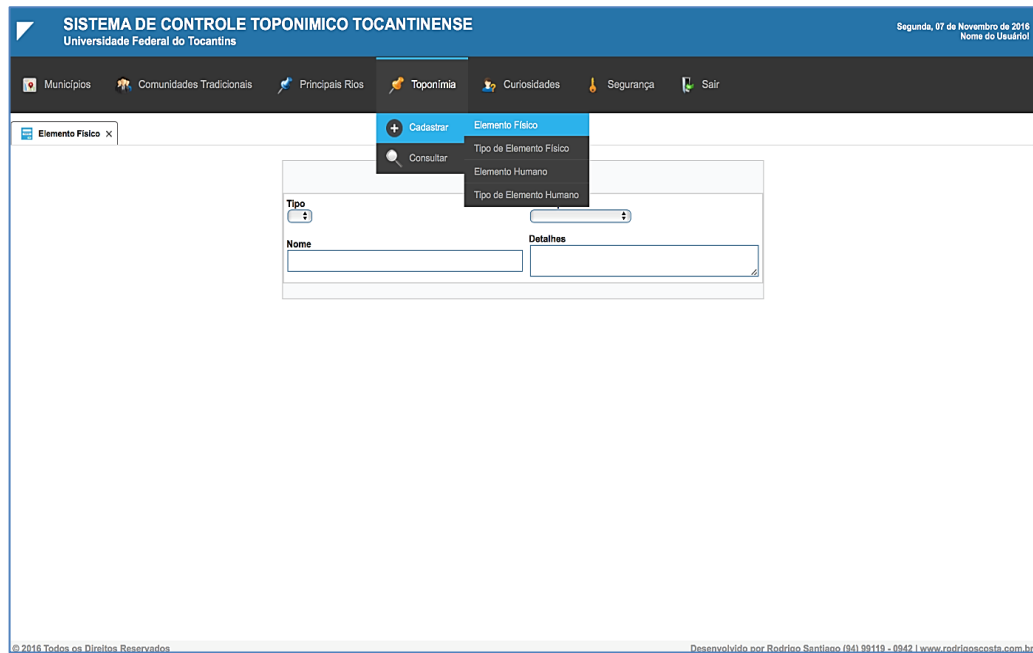 SISTEMA DE CONTROLE TOPONIMICO TOCANTINENSE
Universidade Federal do Tocantins
Segunda, 07 de Novembro de 2016
Nome do Usuário!
Municípios
Comunidades Tradicionais
Principais Rios
Toponímia
Curiosidades
Segurança
Sair
Elemento Físico
Cadastrar
Consultar
Elemento Físico
Tipo de Elemento Físico
Elemento Humano
Tipo de Elemento Humano
Tipo
Nome
Detalhes
© 2016 Todos os Direitos Reservados
Desenvolvido por Rodrigo Santiago (94) 99119 - 0942 | www.rodrigoscosta.com.br